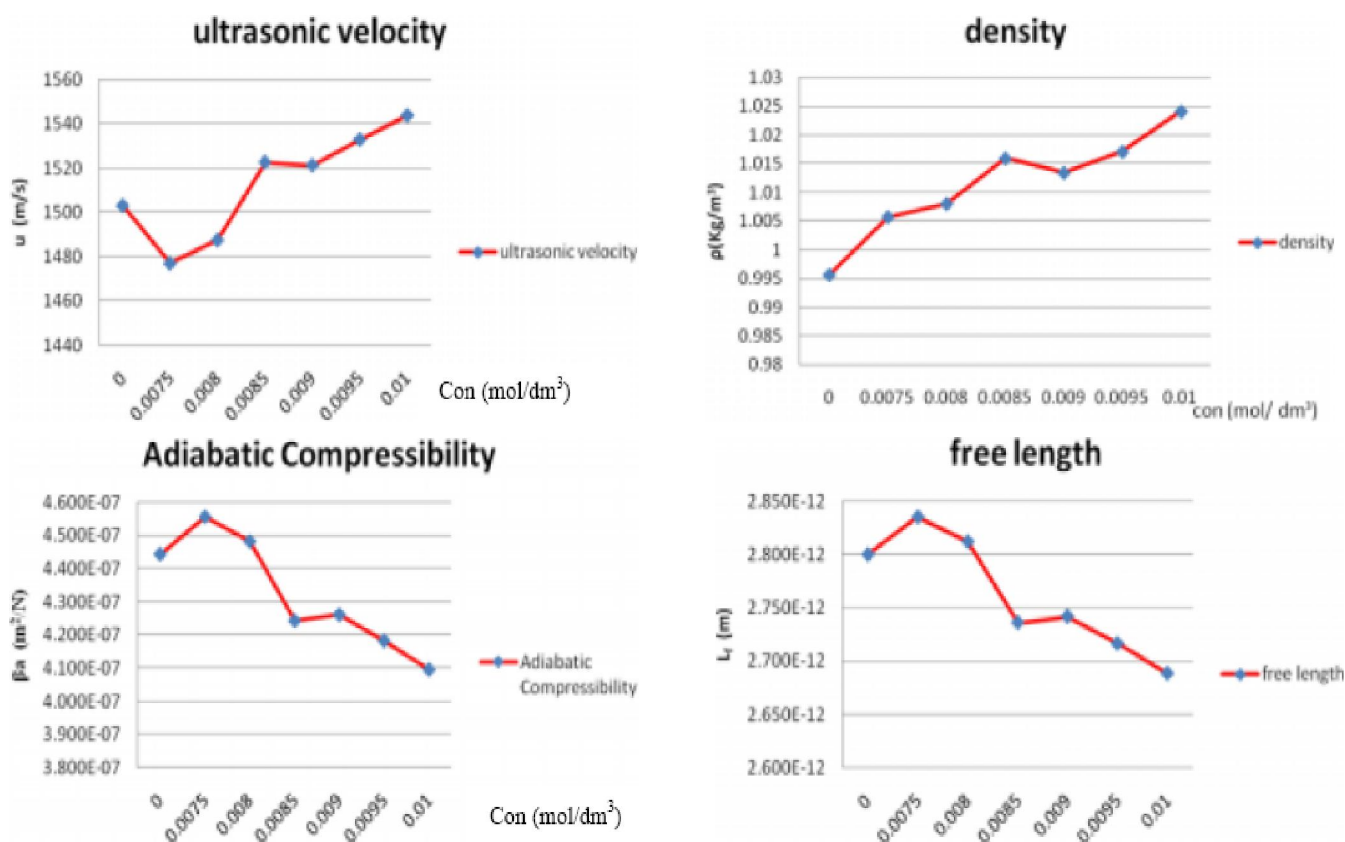 ultrasonic velocity
u (m/s)
1560
1540
1520
1500
1480
1460
1440
0
0.0075
0.008
0.0085
0.009
0.0095
0.01
Con (mol/dm³)
ultrasonic velocity
density
ρ(Kg/m³)
1.03
1.025
1.02
1.015
1.01
1.005
1
0.995
0.99
0.985
0.98
0 0.0075 0.008 0.0085 0.009 0.0095 0.01
con (mol/ dm³)
density
Adiabatic Compressibility
βa (m²/N)
4.600E-07
4.500E-07
4.400E-07
4.300E-07
4.200E-07
4.100E-07
4.000E-07
3.900E-07
3.800E-07
0
0.0075
0.008
0.0085
0.009
0.0095
0.01
Con (mol/dm³)
Adiabatic
Compressibility
free length
Lf (m)
2.850E-12
2.800E-12
2.750E-12
2.700E-12
2.650E-12
2.600E-12
0
0.0075
0.008
0.0085
0.009
0.0095
0.01
free length